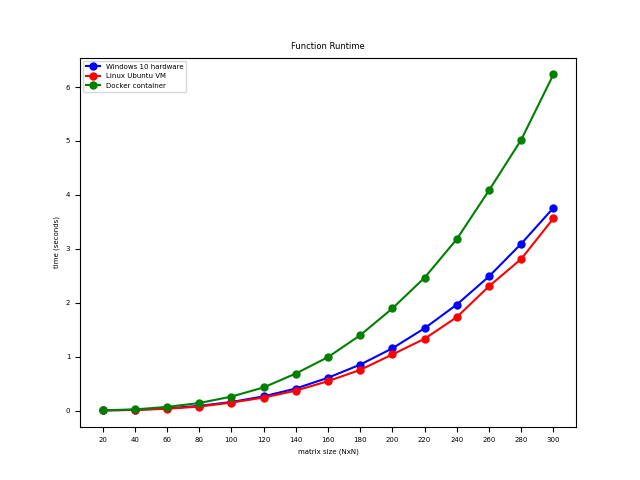 Function Runtime
Windows 10 hardware
Linux Ubuntu VM
Docker container
6
5
4
3
2
1
0
time (seconds)
20 40 60 80 100 120 140 160 180 200 220 240 260 280 300
matrix size (NxN)